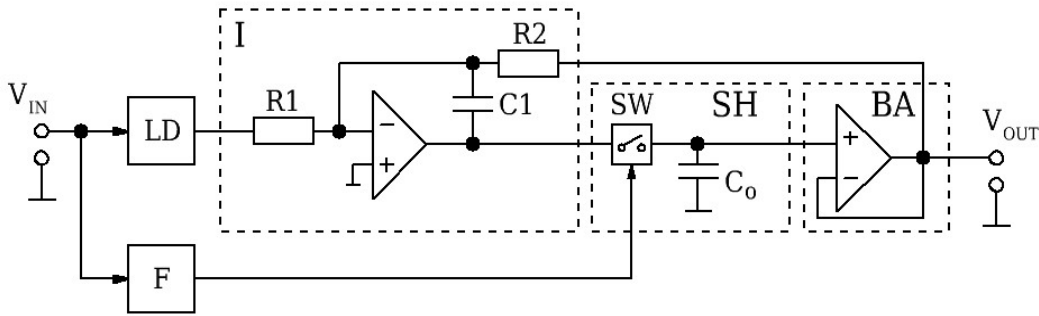 I
R2
V_IN
LD
R1
−
+
C1
SW
SH
C_o
BA
+
−
V_OUT
F